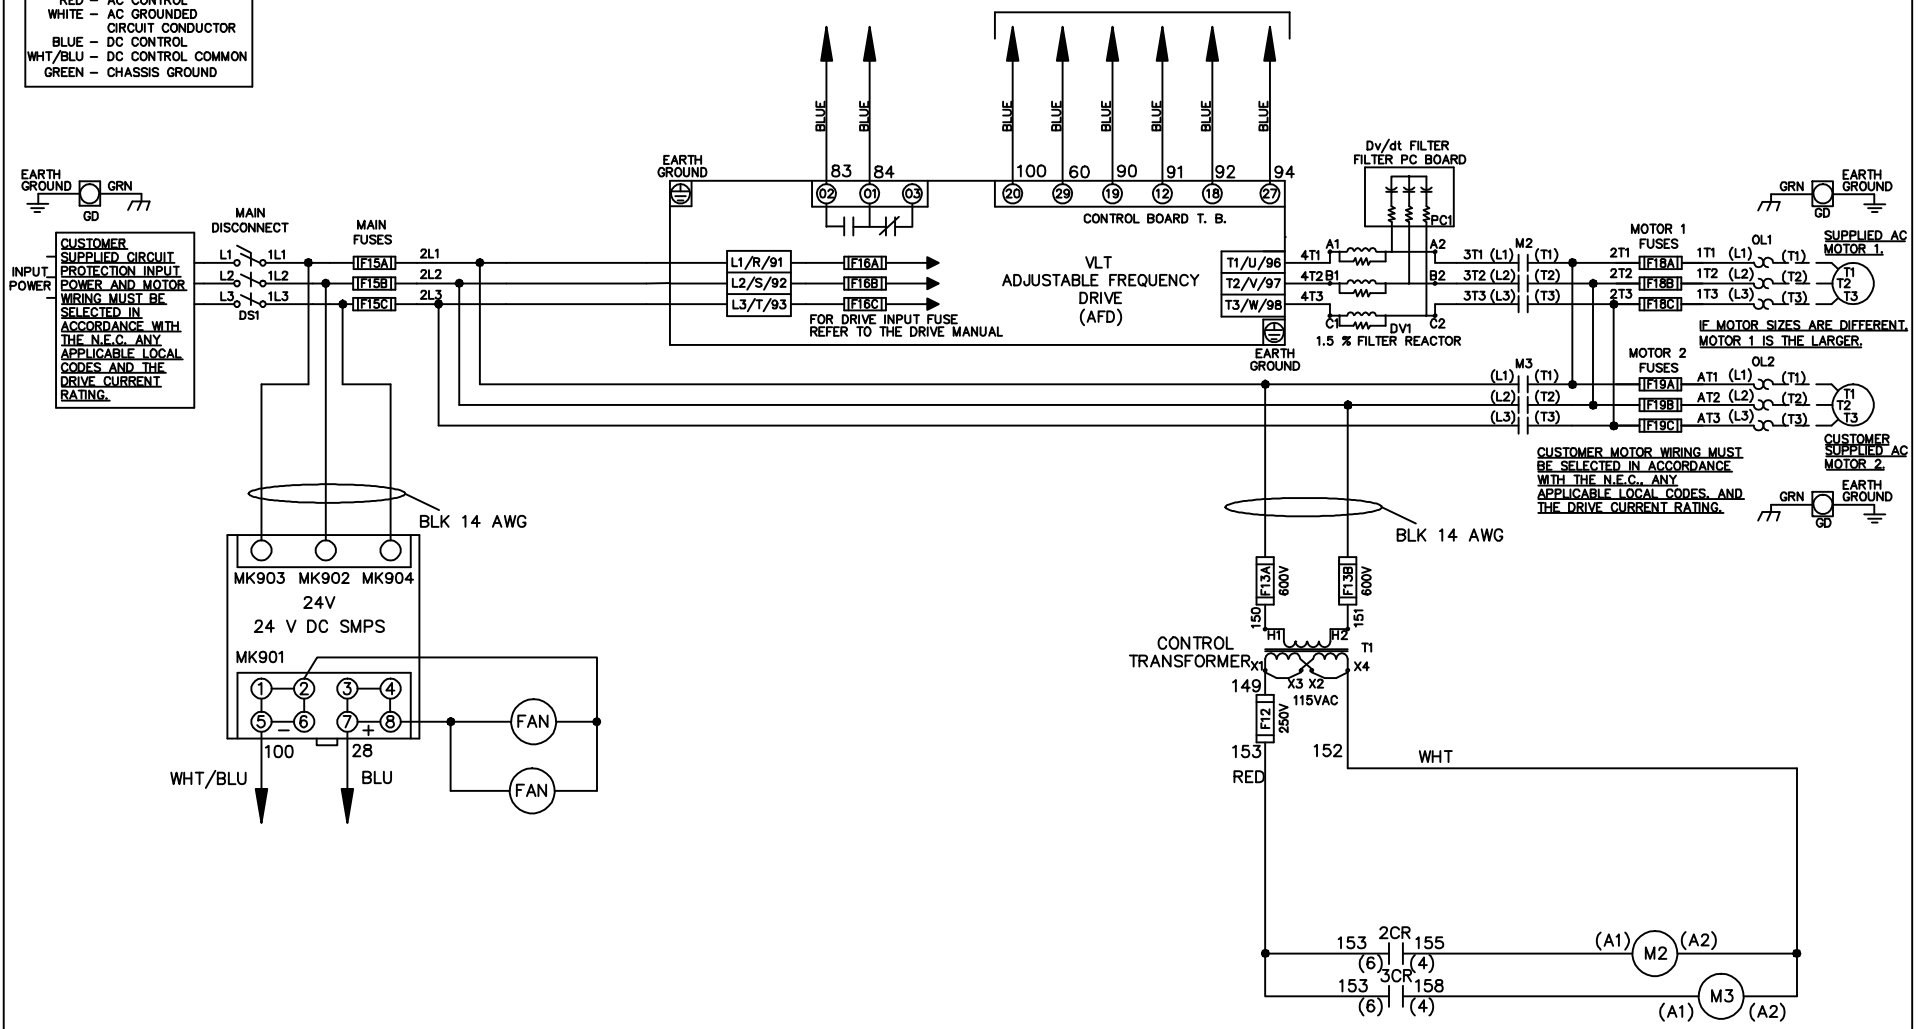 RED – AC CONTROL
WHITE – AC GROUNDED
CIRCUIT CONDUCTOR
BLUE – DC CONTROL
WHT/BLU – DC CONTROL COMMON
GREEN – CHASSIS GROUND
BLUE
BLUE
BLUE
BLUE
BLUE
BLUE
BLUE
BLUE
EARTH
GROUND
GRN
GD
MAIN
DISCONNECT
MAIN
FUSES
INPUT
POWER
CUSTOMER
SUPPLIED CIRCUIT
PROTECTION INPUT
POWER AND MOTOR
WIRING MUST BE
SELECTED IN
ACCORDANCE WITH
THE N.E.C. ANY
APPLICABLE LOCAL
CODES AND THE
DRIVE CURRENT
RATING.
L1 1L1 F15A 2L1
L2 1L2 F15B 2L2
L3 1L3 F15C 2L3
DS1
EARTH
GROUND
83 84
02 01 03
100 60 90 91 92 94
20 29 19 12 18 27
CONTROL BOARD T. B.
L1/R/91 F16A
L2/S/92 F16B
L3/T/93 F16C
FOR DRIVE INPUT FUSE
REFER TO THE DRIVE MANUAL
VLT
ADJUSTABLE FREQUENCY
DRIVE
(AFD)
T1/U/96
T2/V/97
T3/W/98
EARTH
GROUND
Dv/dt FILTER
FILTER PC BOARD
PC1
4T1 A1 A2
4T2 B1 B2
4T3 C1 C2
DV1
1.5 % FILTER REACTOR
M2
3T1 (L1) (T1)
3T2 (L2) (T2)
3T3 (L3) (T3)
MOTOR 1
FUSES
2T1 F18A 1T1 (L1) (T1)
2T2 F18B 1T2 (L2) (T2)
2T3 F18C 1T3 (L3) (T3)
OL1
GRN
EARTH
GROUND
GD
SUPPLIED AC
MOTOR 1.
T1
T2
T3
IF MOTOR SIZES ARE DIFFERENT,
MOTOR 1 IS THE LARGER.
M3
(L1) (T1)
(L2) (T2)
(L3) (T3)
MOTOR 2
FUSES
F19A AT1 (L1) (T1)
F19B AT2 (L2) (T2)
F19C AT3 (L3) (T3)
OL2
T1
T2
T3
CUSTOMER
SUPPLIED AC
MOTOR 2.
CUSTOMER MOTOR WIRING MUST
BE SELECTED IN ACCORDANCE
WITH THE N.E.C., ANY
APPLICABLE LOCAL CODES, AND
THE DRIVE CURRENT RATING.
GRN
EARTH
GROUND
GD
BLK 14 AWG
MK903 MK902 MK904
24V
24 V DC SMPS
MK901
1 2 3 4
5 – 6 7 + 8
100 28
WHT/BLU BLU
FAN
FAN
BLK 14 AWG
F13A 600V
F13B 600V
150 151
H1 H2
T1
CONTROL
TRANSFORMER
X1 X4
X3 X2
115VAC
149
F12 250V
153 152
RED
WHT
2CR
153 155
(6) (4)
(A1) M2 (A2)
3CR
153 158
(6) (4)
(A1) M3 (A2)